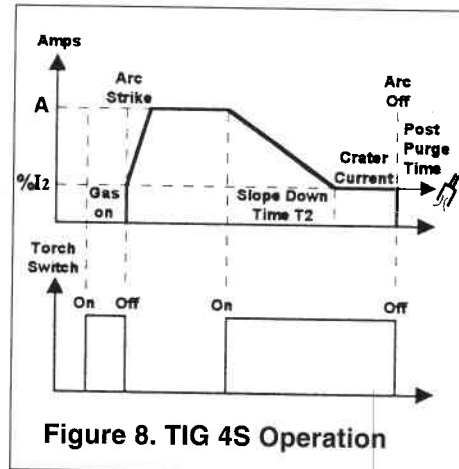 Amps
Arc
Strike
Arc
Off
A
Post
Purge
Time
Crater
Current
%I2
Gas
on
Slope Down
Time T2
Torch
Switch
On Off On Off
Figure 8. TIG 4S Operation